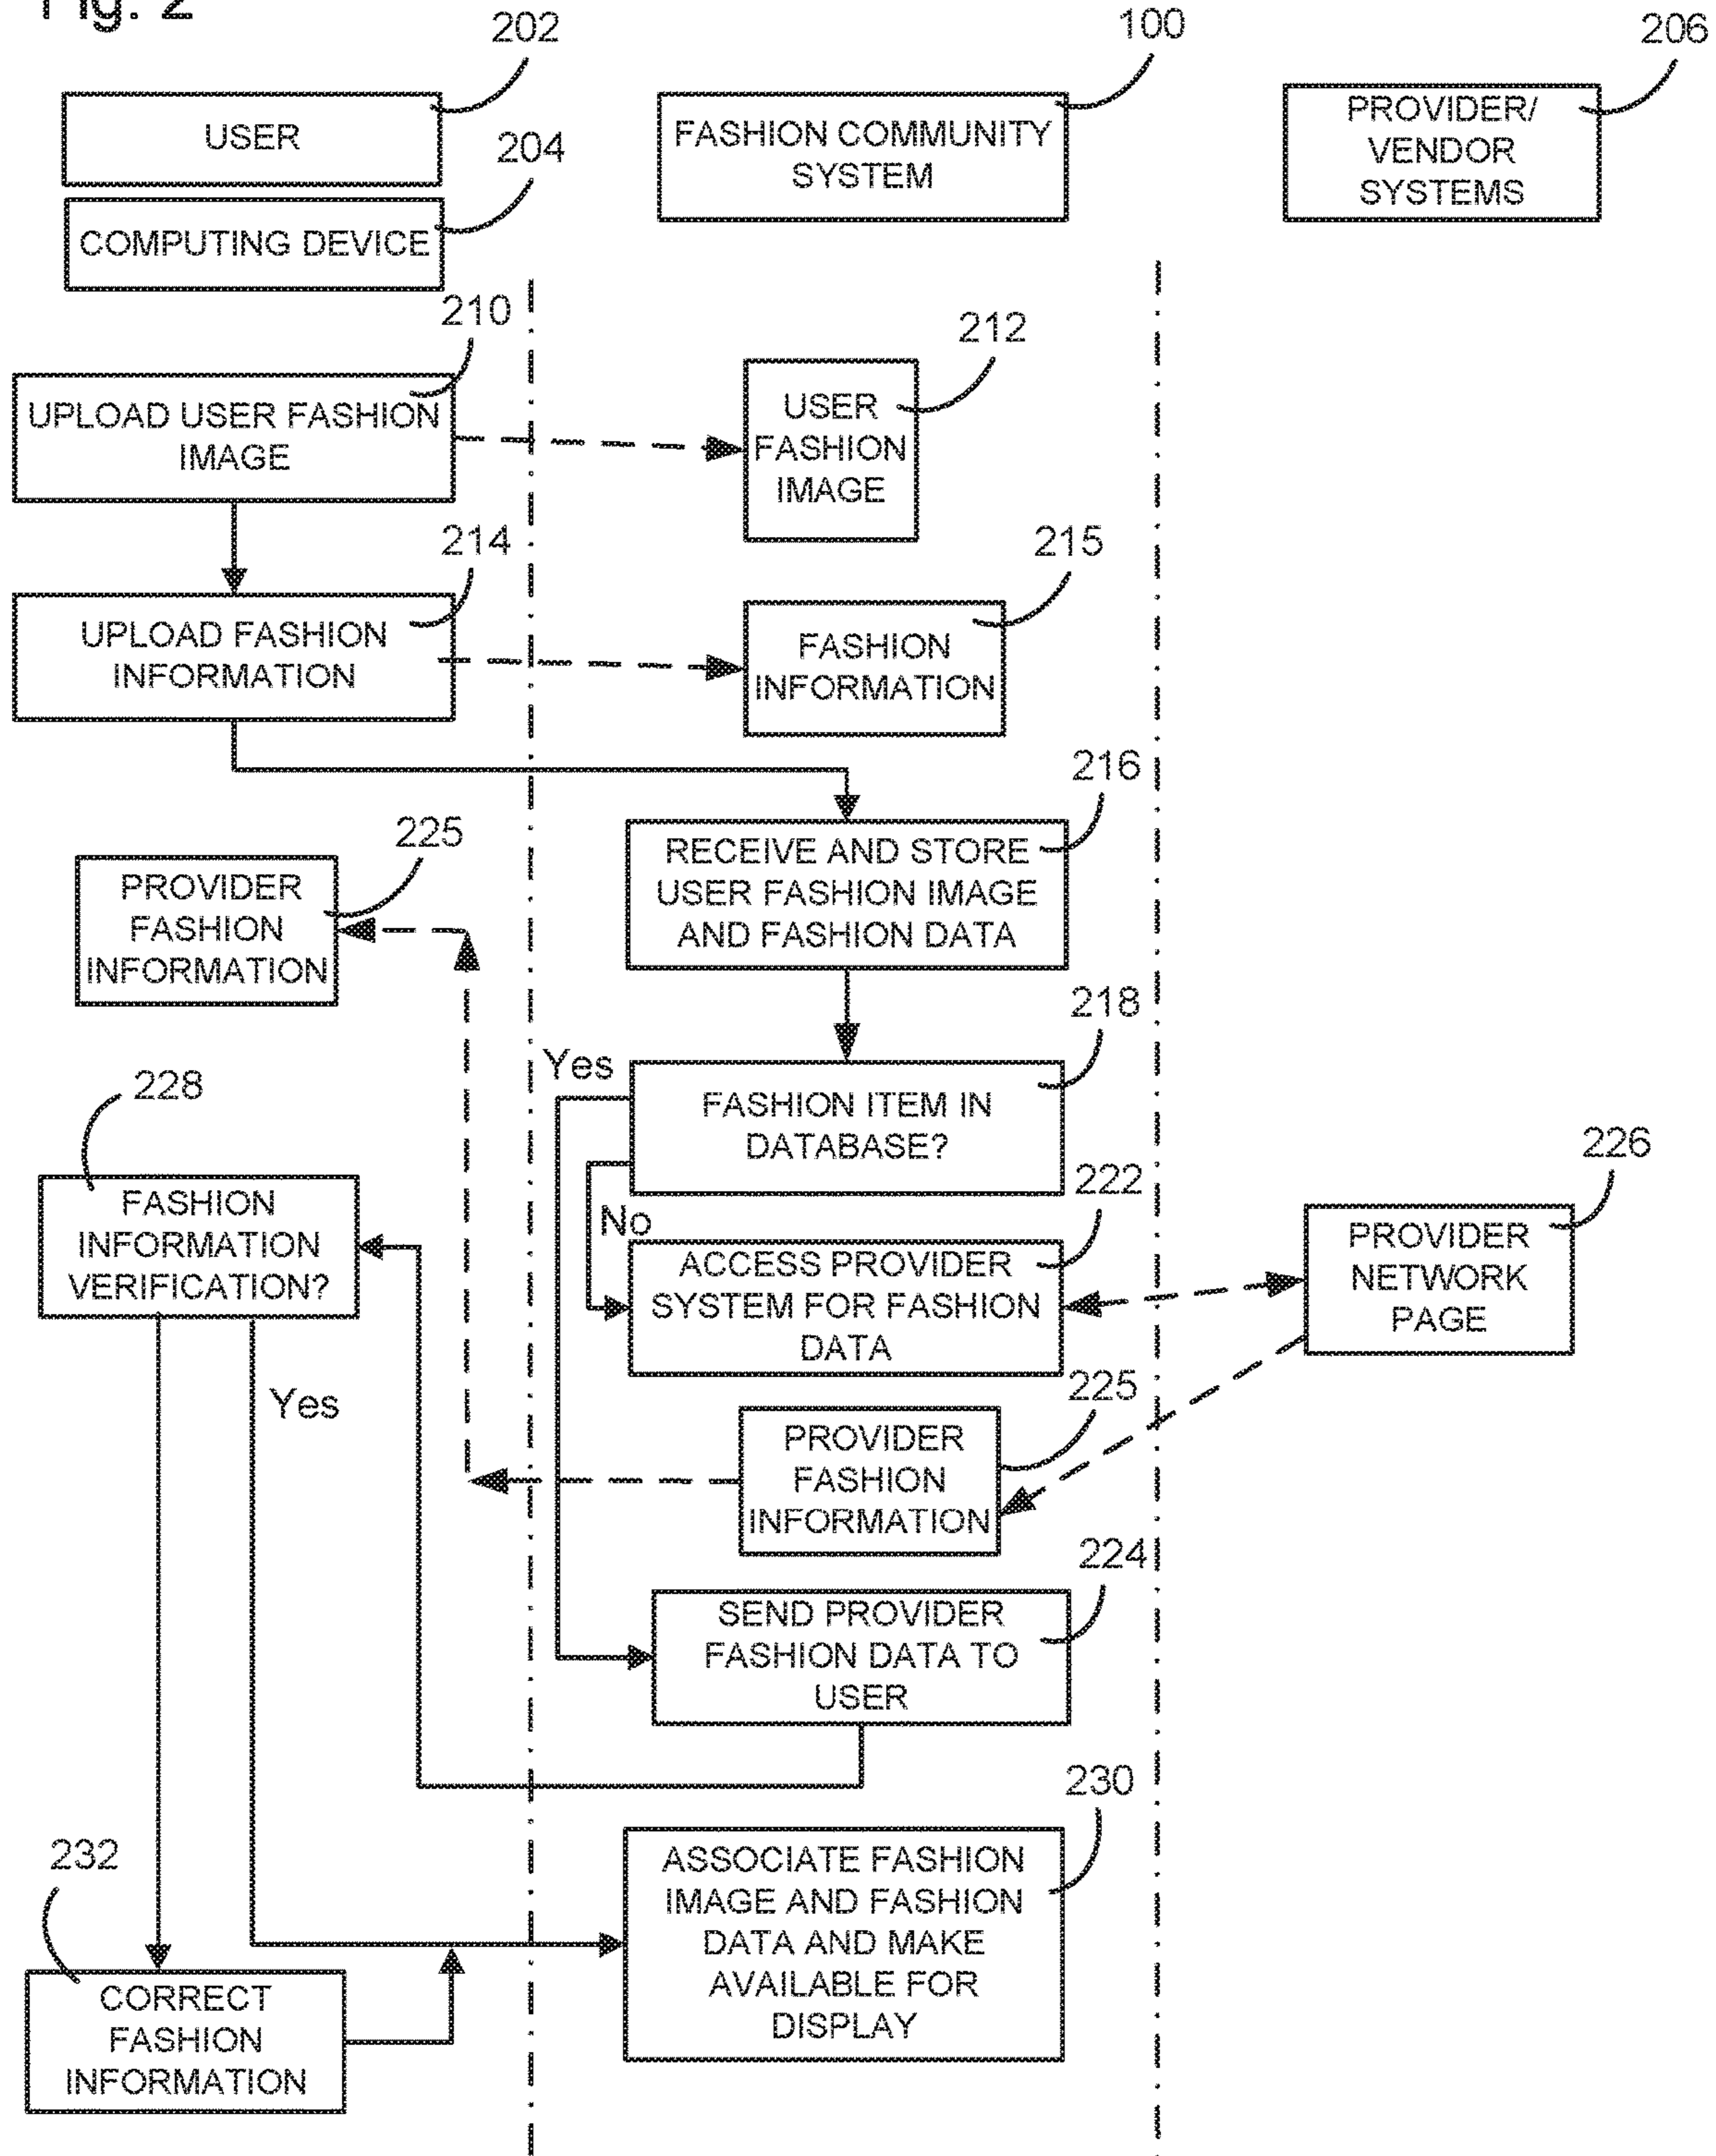 Fig. 2
202
100
206
USER
FASHION COMMUNITY
SYSTEM
PROVIDER/
VENDOR
SYSTEMS
204
COMPUTING DEVICE
210
212
UPLOAD USER FASHION
IMAGE
USER
FASHION
IMAGE
214
215
UPLOAD FASHION
INFORMATION
FASHION
INFORMATION
216
RECEIVE AND STORE
USER FASHION IMAGE
AND FASHION DATA
225
PROVIDER
FASHION
INFORMATION
218
Yes
FASHION ITEM IN
DATABASE?
228
FASHION
INFORMATION
VERIFICATION?
222
No
ACCESS PROVIDER
SYSTEM FOR FASHION
DATA
226
PROVIDER
NETWORK
PAGE
Yes
225
PROVIDER
FASHION
INFORMATION
224
SEND PROVIDER
FASHION DATA TO
USER
230
ASSOCIATE FASHION
IMAGE AND FASHION
DATA AND MAKE
AVAILABLE FOR
DISPLAY
232
CORRECT
FASHION
INFORMATION